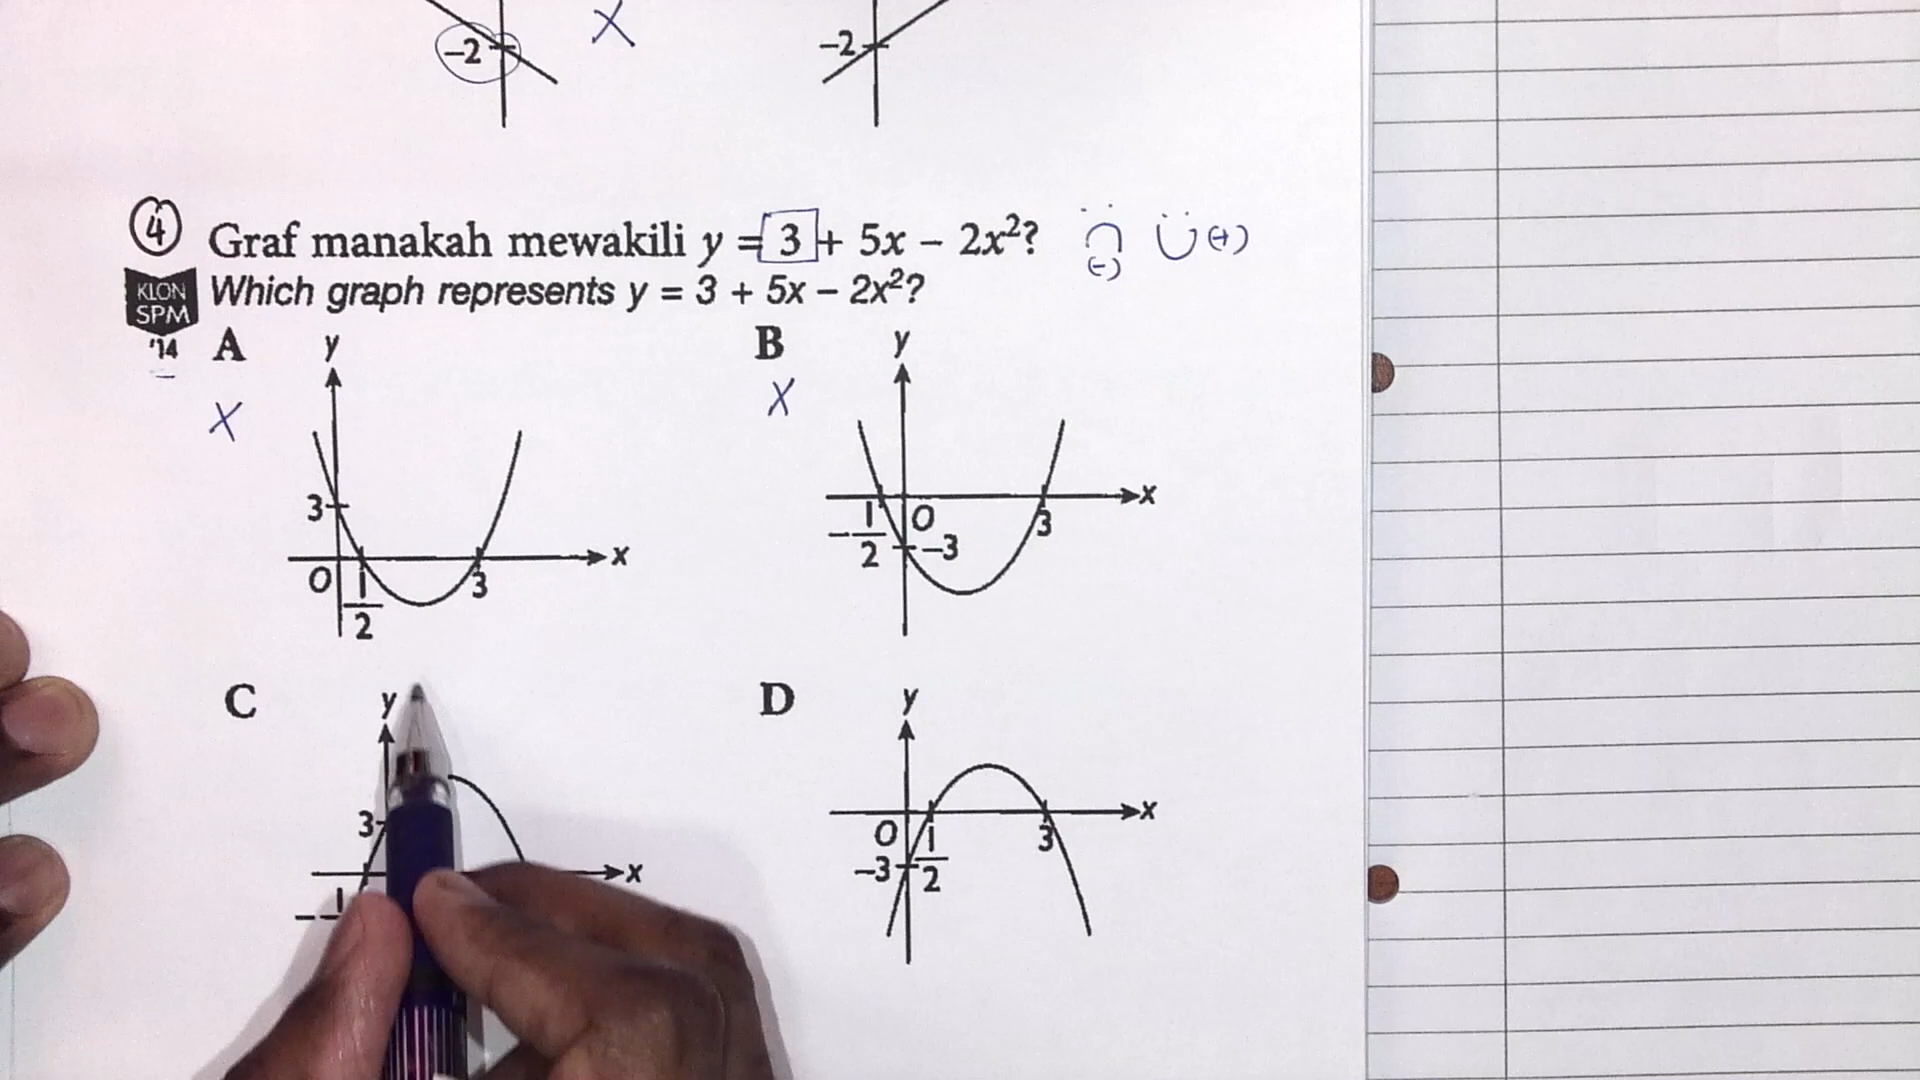 -2 X -2
④ Graf manakah mewakili y = 3 + 5x – 2x²? (-) (+)
KLON SPM '14
Which graph represents y = 3 + 5x – 2x²?
A X y 3 O 1/2 3 x
B X y -1/2 O -3 3 x
C y 3 x
D y O 1/2 3 -3 x